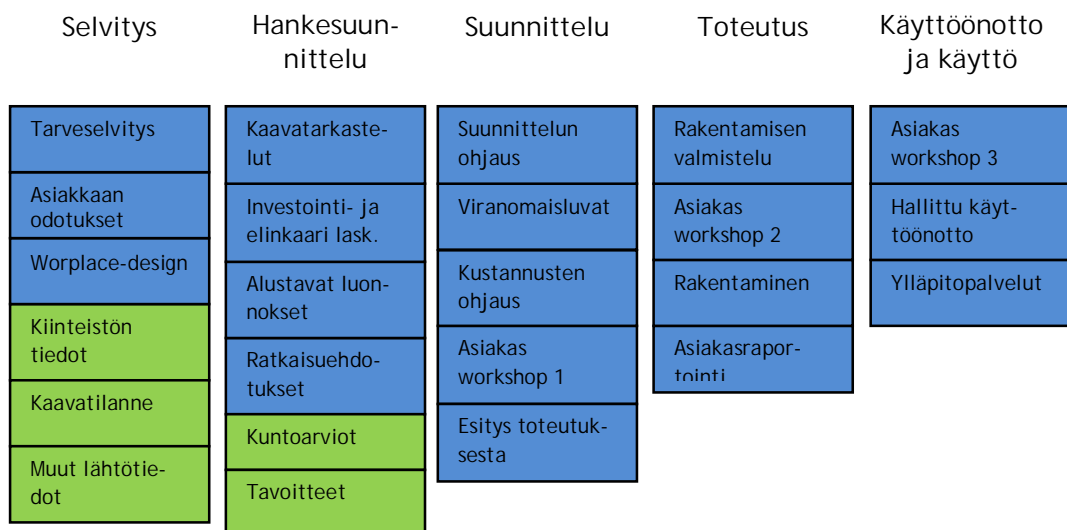 Selvitys
Hankesuun-
nittelu
Suunnittelu
Toteutus
Käyttöönotto
ja käyttö
Tarveselvitys
Asiakkaan
odotukset
Worplace-design
Kiinteistön
tiedot
Kaavatilanne
Muut lähtötie-
dot
Kaavatarkaste-
lut
Investointi- ja
elinkaari lask.
Alustavat luon-
nokset
Ratkaisuehdo-
tukset
Kuntoarviot
Tavoitteet
Suunnittelun
ohjaus
Viranomaisluvat
Kustannusten
ohjaus
Asiakas
workshop 1
Esitys toteutuk-
sesta
Rakentamisen
valmistelu
Asiakas
workshop 2
Rakentaminen
Asiakasrapor-
tointi
Asiakas
workshop 3
Hallittu käyt-
töönotto
Ylläpitopalvelut